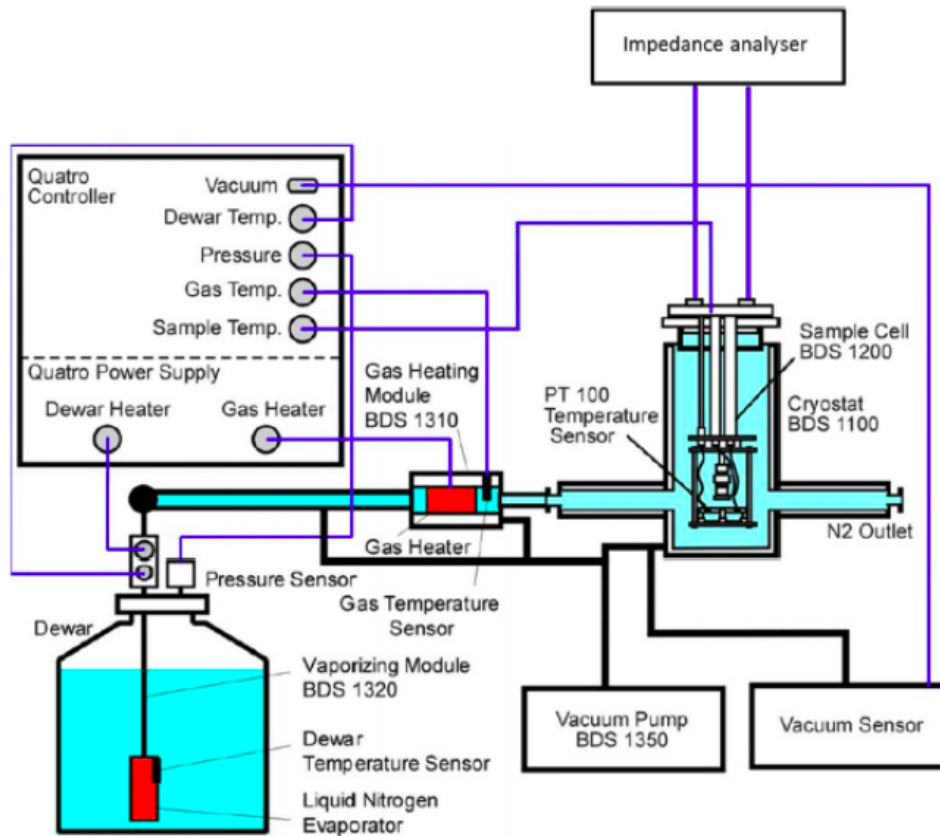 Impedance analyser
Quatro
Controller
Vacuum
Dewar Temp.
Pressure
Gas Temp.
Sample Temp.
Quatro Power Supply
Dewar Heater
Gas Heater
Gas Heating
Module
BDS 1310
PT 100
Temperature
Sensor
Sample Cell
BDS 1200
Cryostat
BDS 1100
N2 Outlet
Gas Heater
Pressure Sensor
Gas Temperature
Sensor
Dewar
Vaporizing Module
BDS 1320
Dewar
Temperature Sensor
Liquid Nitrogen
Evaporator
Vacuum Pump
BDS 1350
Vacuum Sensor